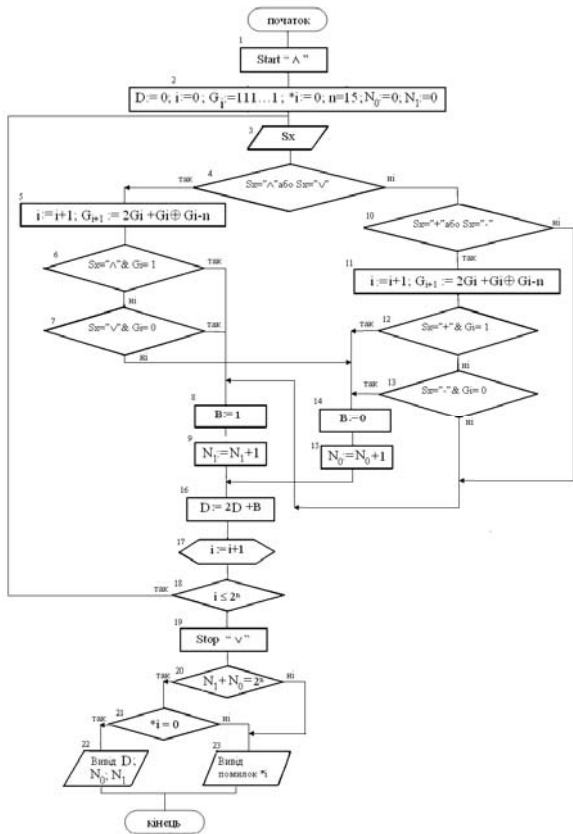 початок
1
Start “ ∧ ”
2
D:= 0; i:=0; G₁:=111…1; *i:= 0; n=15; N₀:=0; N₁:=0
3
Sx
4
так
Sx="∧"або Sx="∨"
ні
5
i:=i+1; Gᵢ₊₁ := 2Gi +Gi⊕ Gi-n
10
Sx="+"або Sx="-"
ні
так
6
Sx="∧"& Gi= 1
так
ні
11
i:=i+1; Gᵢ₊₁ := 2Gi +Gi⊕ Gi-n
7
Sx="∨"& Gi= 0
так
ні
12
так
Sx="+"& Gi= 1
ні
13
так
Sx="-"& Gi= 0
ні
8
B:= 1
14
B:=0
9
N₁:=N₁+1
15
N₀:=N₀+1
16
D:= 2D +B
17
i := i+1
18
так
i ≤ 2ⁿ
19
Stop “ ∨ ”
20
так
N₁ + N₀ = 2ⁿ
ні
21
так
*i = 0
ні
22
Вивід D;
N₀; N₁
23
Вивід
помилок *i
кінець